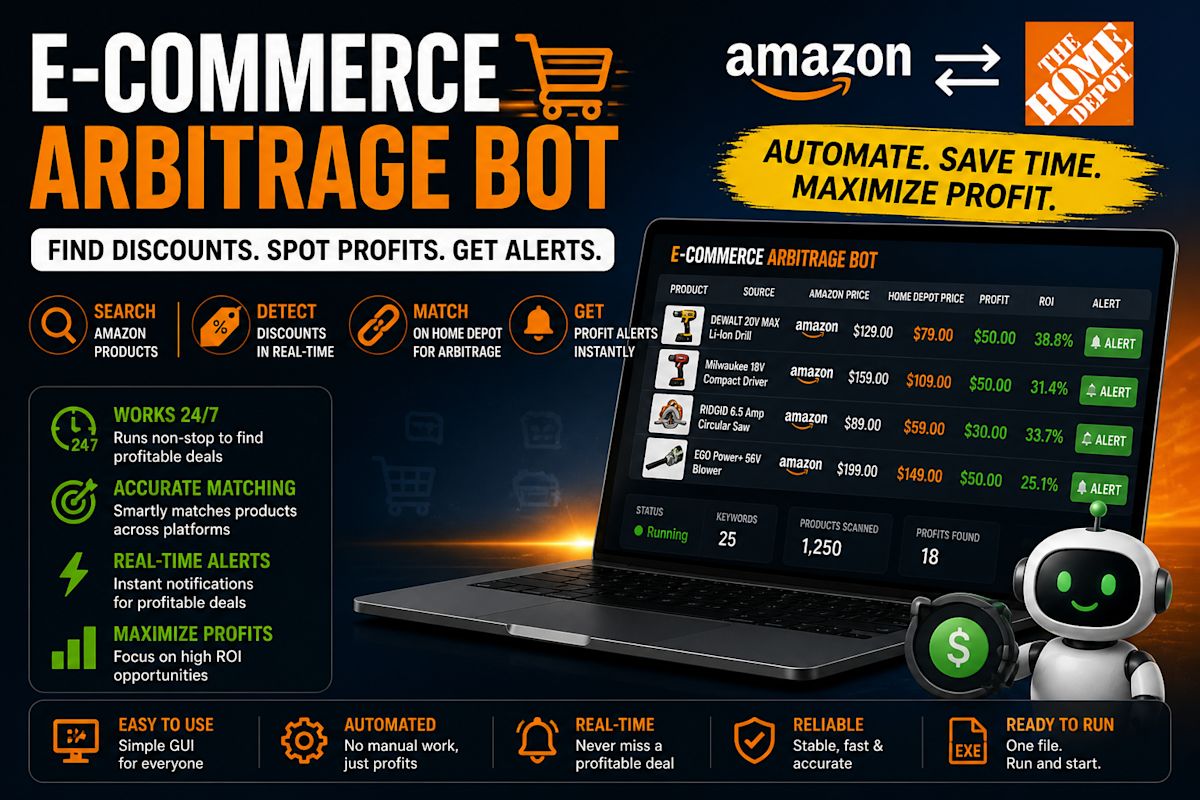 E-COMMERCE
ARBITRAGE BOT
FIND DISCOUNTS. SPOT PROFITS. GET ALERTS.
amazon
THE
HOME
DEPOT
AUTOMATE. SAVE TIME.
MAXIMIZE PROFIT.
SEARCH
AMAZON
PRODUCTS
%
DETECT
DISCOUNTS
IN REAL-TIME
MATCH
ON HOME DEPOT
FOR ARBITRAGE
GET
PROFIT ALERTS
INSTANTLY
24/7
WORKS 24/7
Runs non-stop to find
profitable deals
ACCURATE MATCHING
Smartly matches products
across platforms
REAL-TIME ALERTS
Instant notifications
for profitable deals
MAXIMIZE PROFITS
Focus on high ROI
opportunities
E-COMMERCE ARBITRAGE BOT
PRODUCT SOURCE AMAZON PRICE HOME DEPOT PRICE PROFIT ROI ALERT
DEWALT 20V MAX
Li-Ion Drill
amazon $129.00 $79.00 $50.00 38.8% ALERT
Milwaukee 18V
Compact Driver
amazon $159.00 $109.00 $50.00 31.4% ALERT
RIDGID 6.5 Amp
Circular Saw
amazon $89.00 $59.00 $30.00 33.7% ALERT
EGO Power+ 56V
Blower
amazon $199.00 $149.00 $50.00 25.1% ALERT
STATUS
Running
KEYWORDS
25
PRODUCTS SCANNED
1,250
PROFITS FOUND
18
$
EASY TO USE
Simple GUI
for everyone
AUTOMATED
No manual work,
just profits
REAL-TIME
Never miss a
profitable deal
RELIABLE
Stable, fast &
accurate
EXE
READY TO RUN
One file.
Run and start.